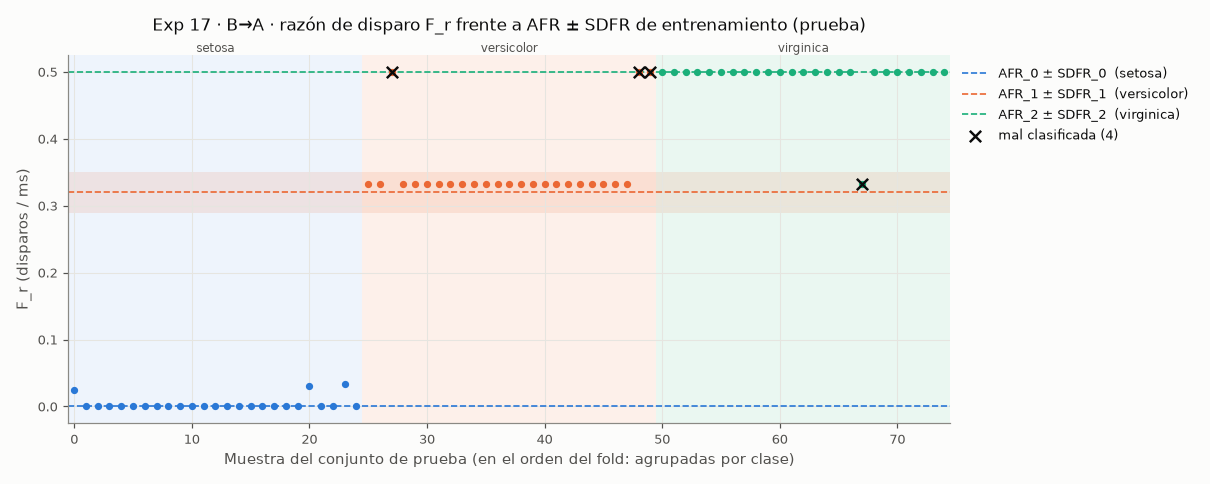 Exp 17 · B→A · razón de disparo F_r frente a AFR ± SDFR de entrenamiento (prueba)
setosa
versicolor
virginica
0.5
0.4
0.3
0.2
0.1
0.0
F_r (disparos / ms)
0
10
20
30
40
50
60
70
Muestra del conjunto de prueba (en el orden del fold: agrupadas por clase)
AFR_0 ± SDFR_0 (setosa)
AFR_1 ± SDFR_1 (versicolor)
AFR_2 ± SDFR_2 (virginica)
mal clasificada (4)